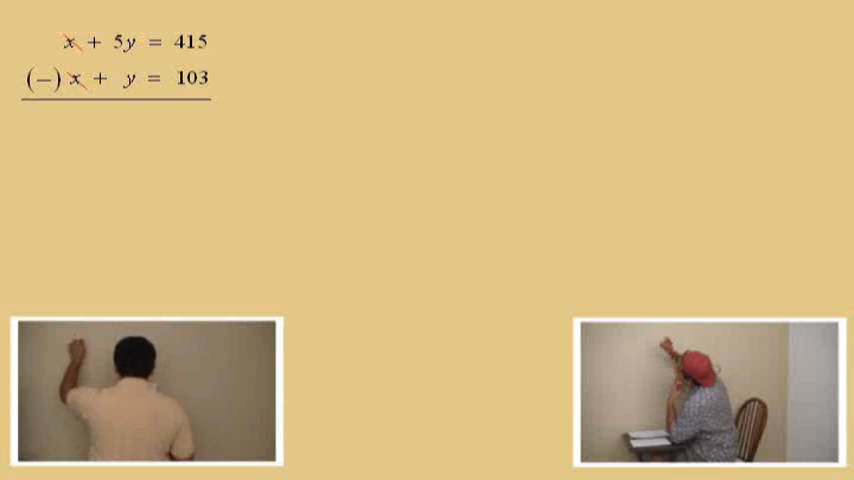 x + 5y = 415
(−) x + y = 103